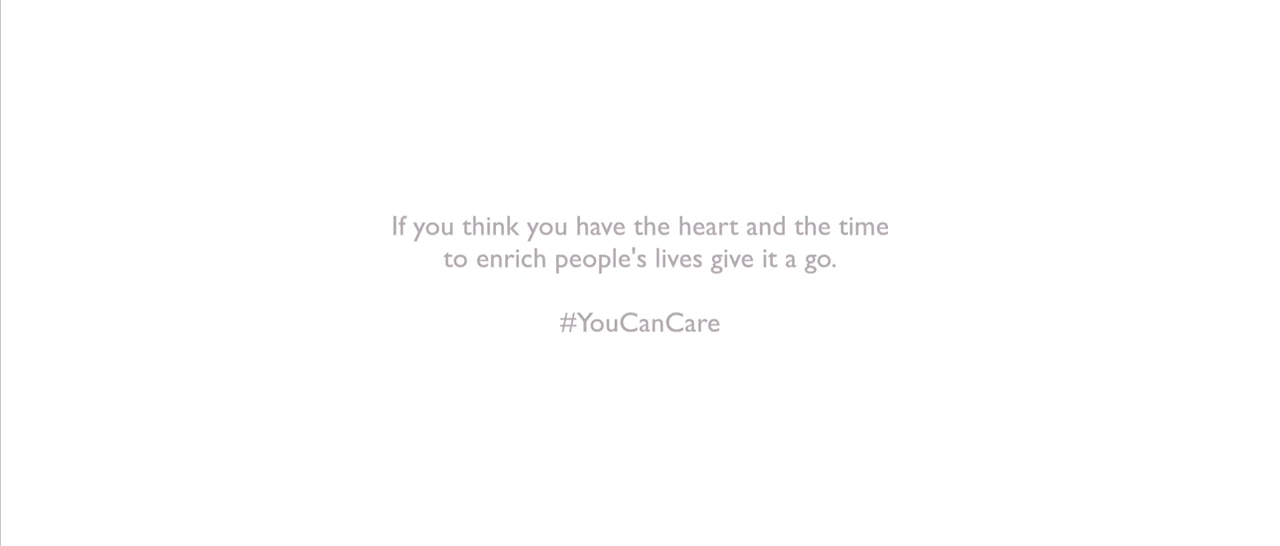 If you think you have the heart and the time
to enrich people's lives give it a go.
#YouCanCare